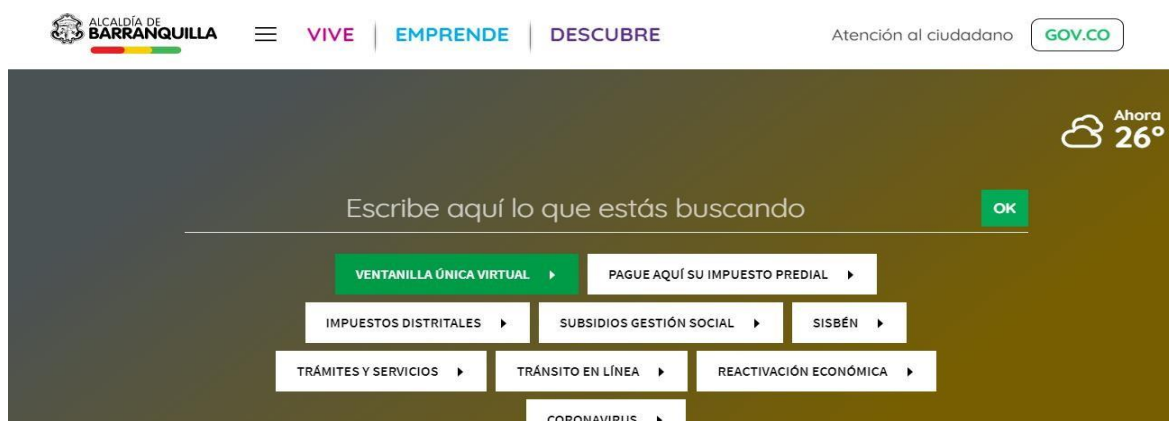 ALCALDÍA DE
BARRANQUILLA
VIVE
EMPRENDE
DESCUBRE
Atención al ciudadano
GOV.CO
Ahora
26°
Escribe aquí lo que estás buscando
OK
VENTANILLA ÚNICA VIRTUAL
PAGUE AQUÍ SU IMPUESTO PREDIAL
IMPUESTOS DISTRITALES
SUBSIDIOS GESTIÓN SOCIAL
SISBÉN
TRÁMITES Y SERVICIOS
TRÁNSITO EN LÍNEA
REACTIVACIÓN ECONÓMICA
CORONAVIRUS